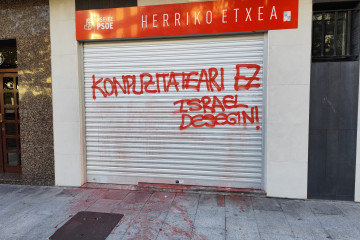 PSOE
HERRIKO ETXEA
KONPLIZITATEARI EZ
ISRAEL
DESEGIN!